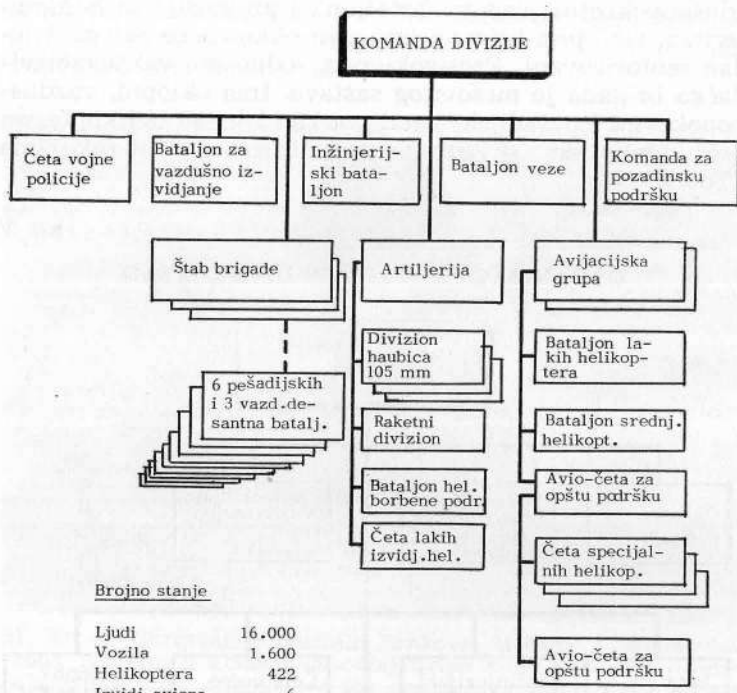 KOMANDA DIVIZIJE
Četa vojne
policije
Bataljon za
vazdušno iz-
vidjanje
Inžinjerij-
ski bata-
ljon
Bataljon veze
Komanda za
pozadinsku
podršku
Štab brigade
Artiljerija
Avijacijska
grupa
6 pešadijskih
i 3 vazd.de-
santna batalj.
Divizion
haubica
105 mm
Raketni
divizion
Bataljon hel.
borbene podr.
Četa lakih
izvidj.hel.
Bataljon la-
kih helikop-
tera
Bataljon srednj.
helikopt.
Avio-četa za
opštu podršku
Četa specijal-
nih helikop.
Avio-četa za
opštu podršku
Brojno stanje
Ljudi 16.000
Vozila 1.600
Helikoptera 422